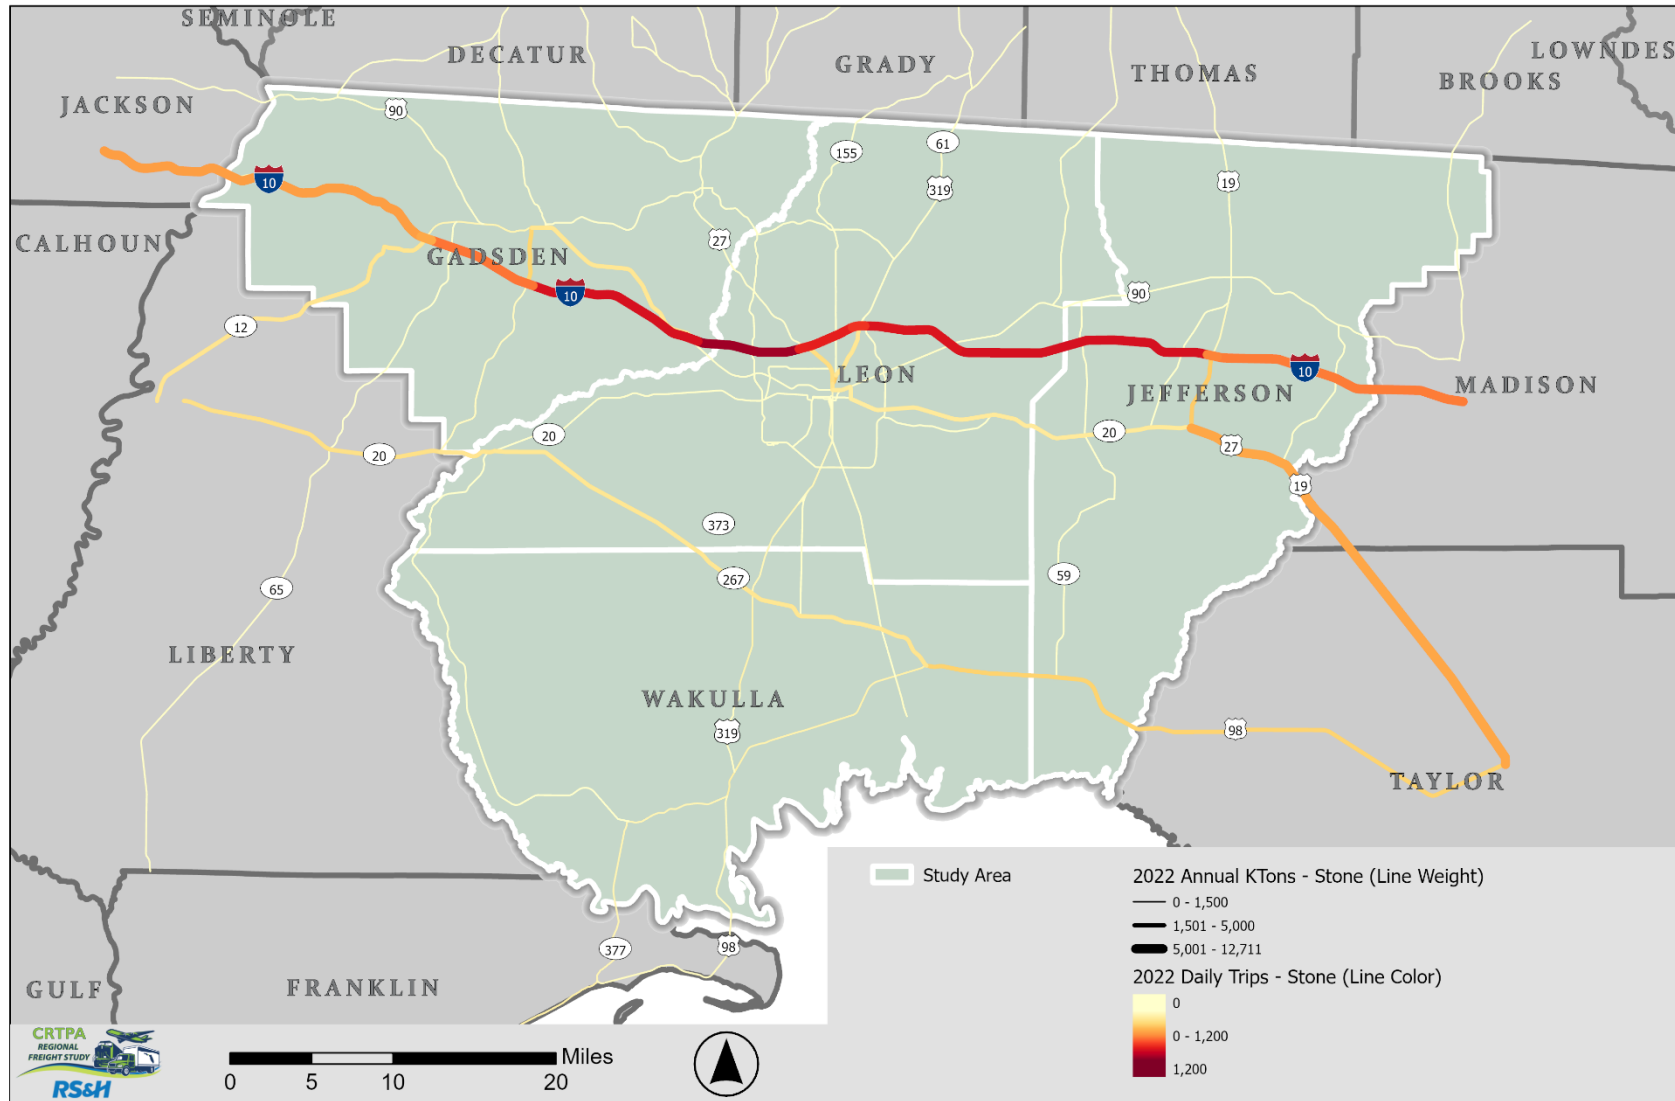 SEMINOLE
DECATUR
GRADY
THOMAS
LOWNDES
BROOKS
JACKSON
90
155
61
10
319
19
CALHOUN
27
GADSDEN
10
90
12
LEON
10
JEFFERSON
MADISON
20
20
20
27
19
373
267
59
65
LIBERTY
WAKULLA
319
98
TAYLOR
377
98
GULF
FRANKLIN
Study Area
2022 Annual KTons - Stone (Line Weight)
0 - 1,500
1,501 - 5,000
5,001 - 12,711
2022 Daily Trips - Stone (Line Color)
0
0 - 1,200
1,200
CRTPA
REGIONAL
FREIGHT STUDY
RS&H
Miles
0 5 10 20